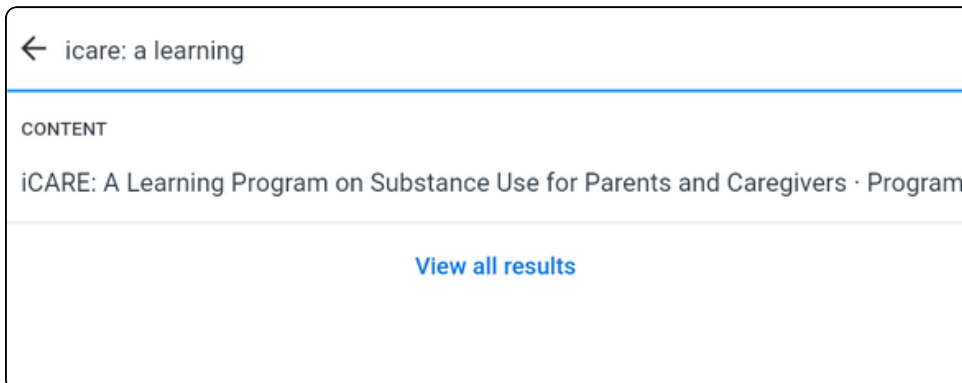 icare: a learning
CONTENT
iCARE: A Learning Program on Substance Use for Parents and Caregivers · Program
View all results